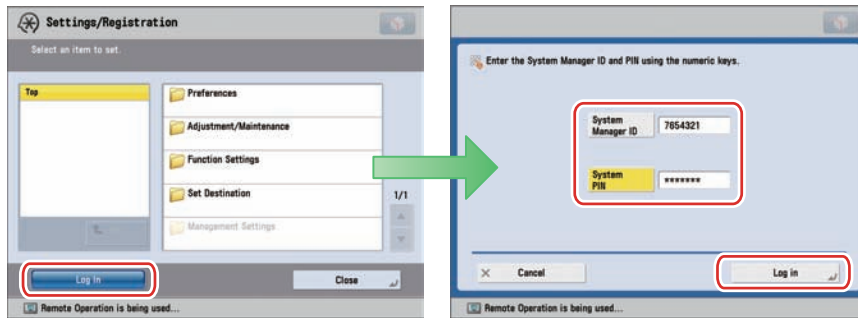 Settings/Registration
Select an item to set.
Top
Preferences
Adjustment/Maintenance
Function Settings
Set Destination
Management Settings
1/1
Log In
Close
Remote Operation is being used...
Enter the System Manager ID and PIN using the numeric keys.
System
Manager ID
7654321
System
PIN
*******
Cancel
Log in
Remote Operation is being used...